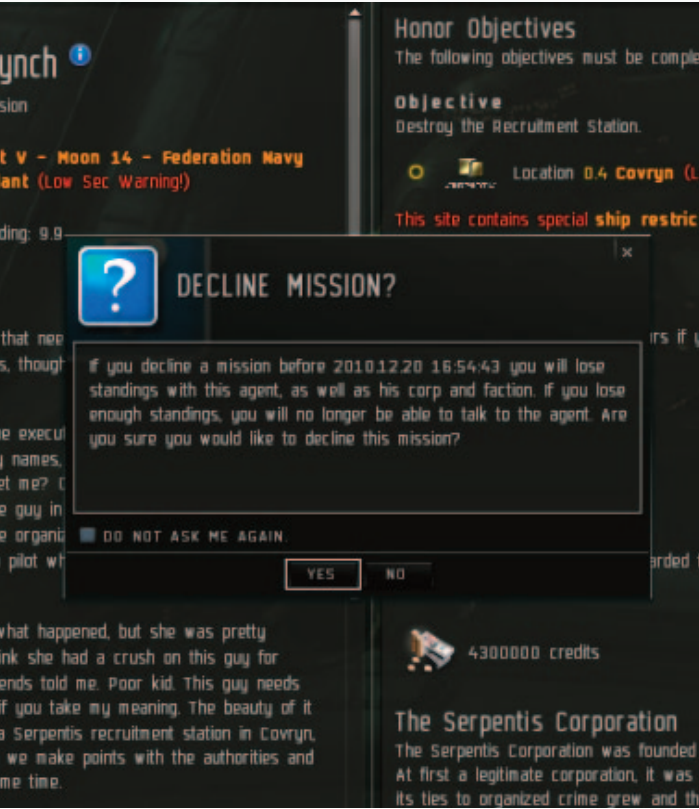 ynch
sion
t V - Moon 14 - Federation Navy
ant (Low Sec Warning!)
ding: 9.9
that nee
s, though
e execut
y names,
et me? C
e guy in
e organiz
pilot wh
what happened, but she was pretty
ink she had a crush on this guy for
ends told me. Poor kid. This guy needs
if you take my meaning. The beauty of it
a Serpentis recruitment station in Covryn,
we make points with the authorities and
me time.
Honor Objectives
The following objectives must be comple
Objective
Destroy the Recruitment Station.
Location 0.4 Covryn (L
This site contains special ship restric
rs if y
DECLINE MISSION?
If you decline a mission before 2010.12.20 16:54:43 you will lose
standings with this agent, as well as his corp and faction. If you lose
enough standings, you will no longer be able to talk to the agent. Are
you sure you would like to decline this mission?
DO NOT ASK ME AGAIN.
YES
NO
arded
4300000 credits
The Serpentis Corporation
The Serpentis Corporation was founded
At first a legitimate corporation, it was
its ties to organized crime grew and th